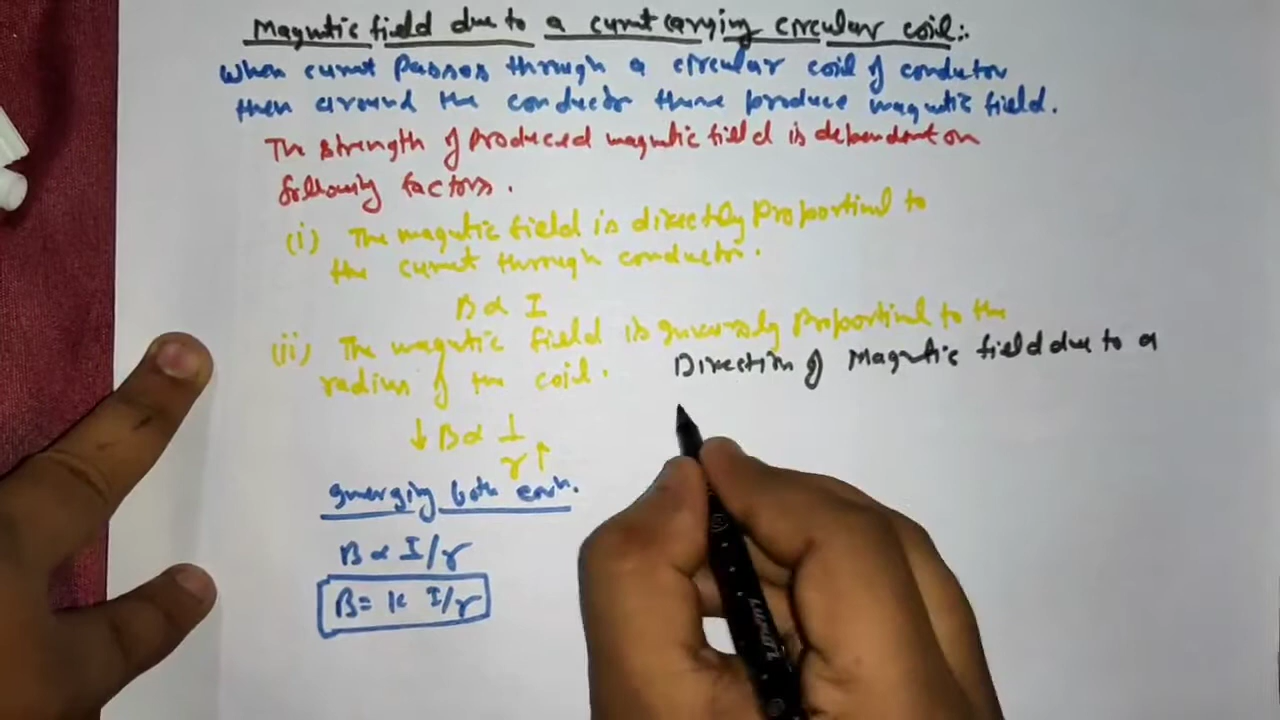 Magnetic field due to a current carrying circular coil:-
When current Passes through a circular coil of conductor
then around the conductor there produce magnetic field.
The strength of Produced magnetic field is dependent on
following factors.
(i) The magnetic field is directly Proportional to
the current through conductor.
B ∝ I
(ii) The magnetic field is inversely Proportional to the
radius of the coil.
↓ B ∝ 1/r ↑
Direction of Magnetic field due to a
both
B ∝ I/r
B = K I/r